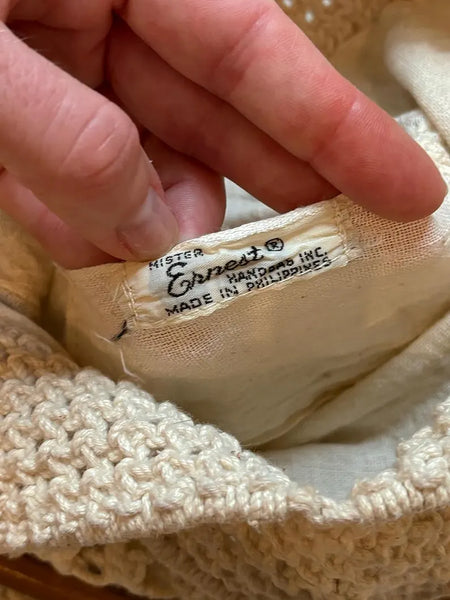 MISTER
Ernest®
HANDBAGS INC.
MADE IN PHILIPPINES